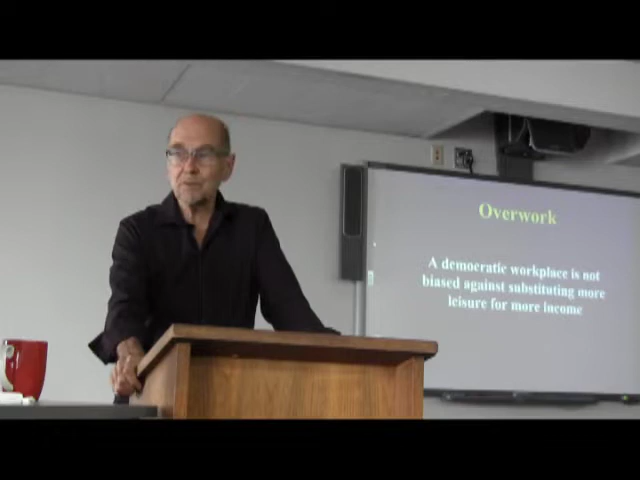 Overwork
A democratic workplace is not
biased against substituting more
leisure for more income